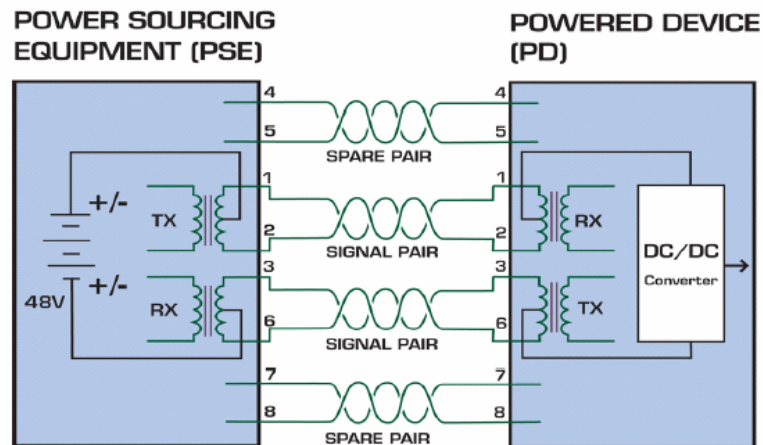 POWER SOURCING
EQUIPMENT (PSE)
POWERED DEVICE
(PD)
4
4
5
5
SPARE PAIR
1
1
+/-
TX
RX
2
2
SIGNAL PAIR
DC/DC
Converter
3
3
+/-
48V
RX
TX
6
6
SIGNAL PAIR
7
7
8
8
SPARE PAIR